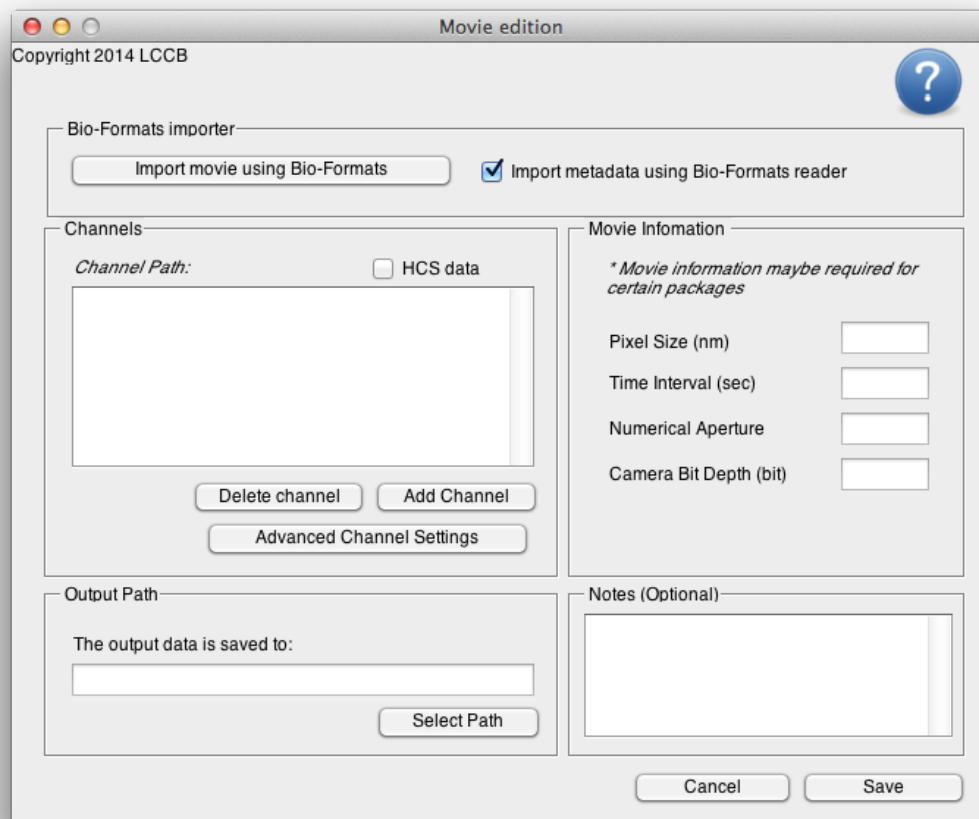 Movie edition
Copyright 2014 LCCB
?
Bio-Formats importer
Import movie using Bio-Formats
Import metadata using Bio-Formats reader
Channels
Channel Path:
HCS data
Delete channel
Add Channel
Advanced Channel Settings
Movie Infomation
* Movie information maybe required for
certain packages
Pixel Size (nm)
Time Interval (sec)
Numerical Aperture
Camera Bit Depth (bit)
Output Path
The output data is saved to:
Select Path
Notes (Optional)
Cancel
Save